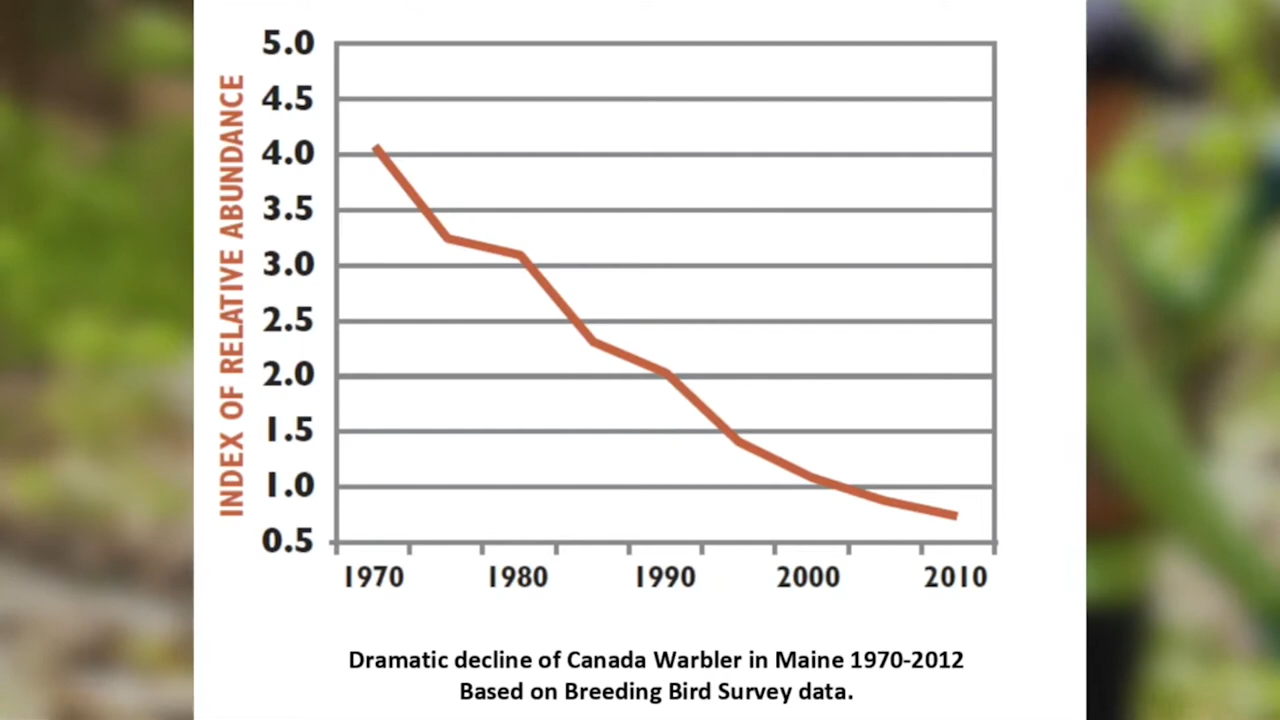 INDEX OF RELATIVE ABUNDANCE
5.0
4.5
4.0
3.5
3.0
2.5
2.0
1.5
1.0
0.5
1970 1980 1990 2000 2010
Dramatic decline of Canada Warbler in Maine 1970-2012
Based on Breeding Bird Survey data.